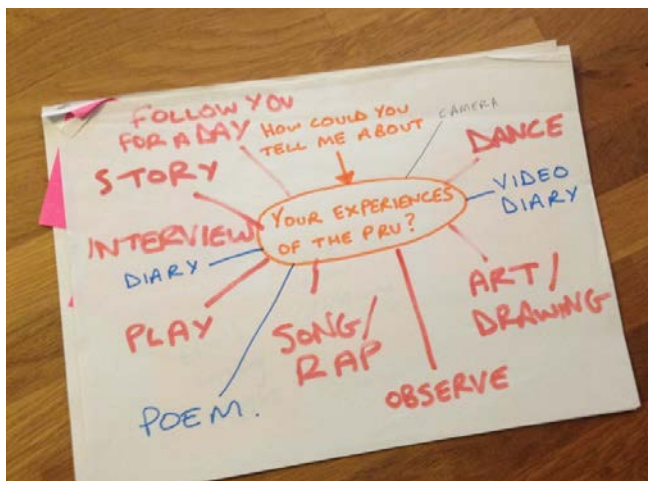 FOLLOW YOU
FOR A DAY
HOW COULD YOU
TELL ME ABOUT
CAMERA
DANCE
STORY
VIDEO
DIARY
YOUR EXPERIENCES
OF THE PRU?
INTERVIEW
DIARY
ART/
DRAWING
PLAY
SONG/
RAP
OBSERVE
POEM.